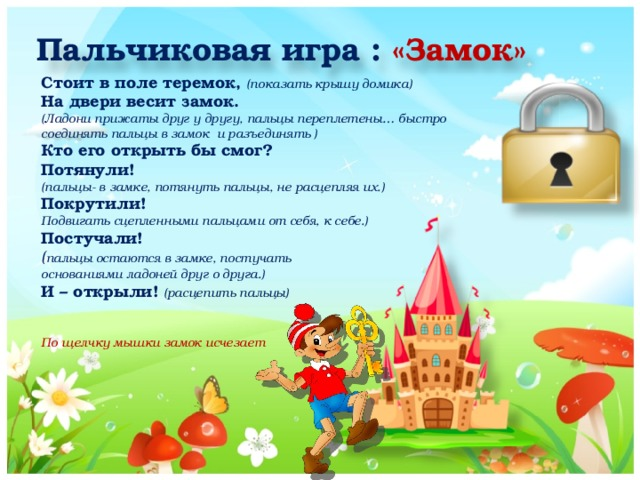 Пальчиковая игра : «Замок»
Стоит в поле теремок, (показать крышу домика)
На двери весит замок.
(Ладони прижаты друг у другу, пальцы переплетены... быстро
соединять пальцы в замок и разъединять )
Кто его открыть бы смог?
Потянули!
(пальцы- в замке, потянуть пальцы, не расцепляя их.)
Покрутили!
Подвигать сцепленными пальцами от себя, к себе.)
Постучали!
(пальцы остаются в замке, постучать
основаниями ладоней друг о друга.)
И – открыли! (расцепить пальцы)
По щелчку мышки замок исчезает